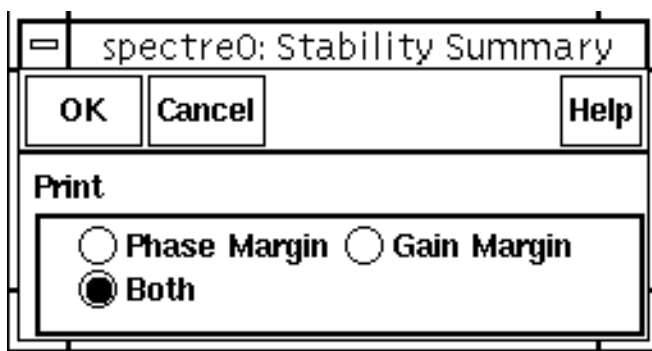 spectre0: Stability Summary
OK Cancel Help
Print
Phase Margin Gain Margin
Both